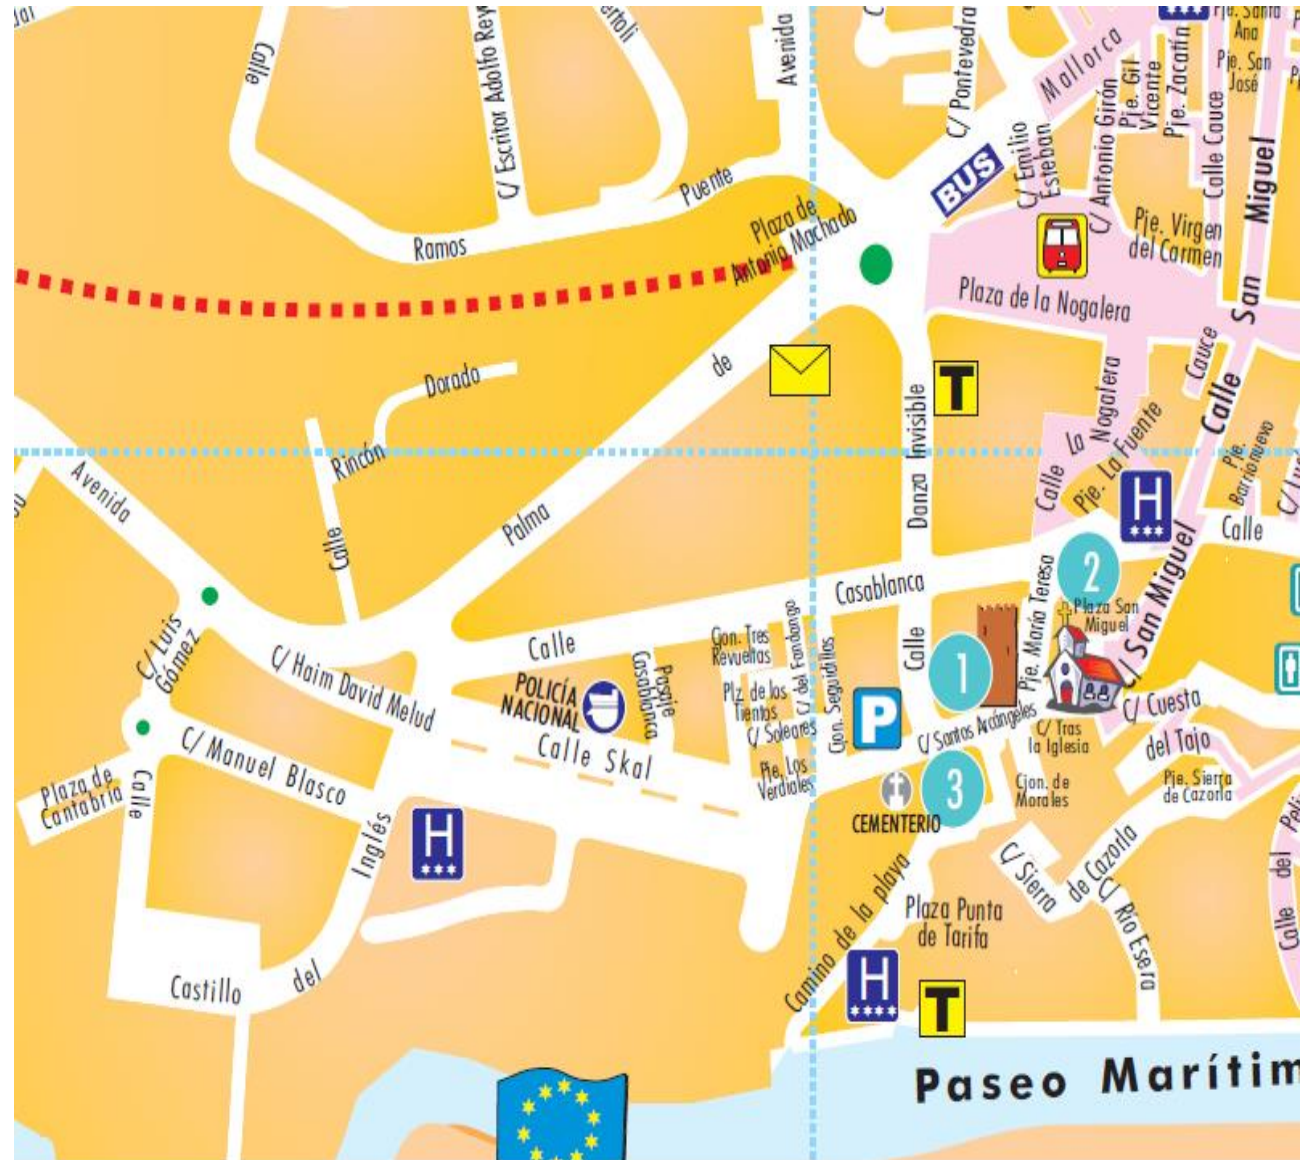 Calle
C/ Escritor Adolfo Rey
Avenida
C/ Pontevedra
Mallorca
C/ Emilio
Esteban
C/ Antonio Girón
Pje. Gil
Vicente
Pje. Zacatín
Pje. Santa
Ana
Pje. San
José
Calle Cauce
San Miguel
BUS
Ramos
Puente
Plaza de
Antonio Machado
Pje. Virgen
del Carmen
Plaza de la Nogalera
de
Dorado
Rincón
Calle
T
Danza Invisible
Calle La Nogalera
Cauce
Calle
Pje. La Fuente
Pje.
Barrionuevo
H
Calle
Avenida
Palma
Casablanca
Calle
C/ Luis
Gómez
C/ Haim David Melud
POLICÍA
NACIONAL
Pasaje
Casablanca
Cjon. Tres
Revueltas
Plz. de los
Tientos
C/ Soleares
C/ del Fandango
Cjon. Seguidillas
Pje. Los
Verdiales
Calle
1
2
Pje. María Teresa
Plaza San
Miguel
C/ San Miguel
C/ Cuesta
del Tajo
P
C/ Santos Arcángeles
C/ Tras
la Iglesia
Calle Skal
C/ Manuel Blasco
Plaza de
Cantabria
Calle
Inglés
H
CEMENTERIO
3
Cjon. de
Morales
Pje. Sierra
de Cazorla
C/ Sierra
de Cazorla
C/ Río Esera
Camino de la playa
Plaza Punta
de Tarifa
Calle del
Castillo
del
H
T
Paseo Marítim